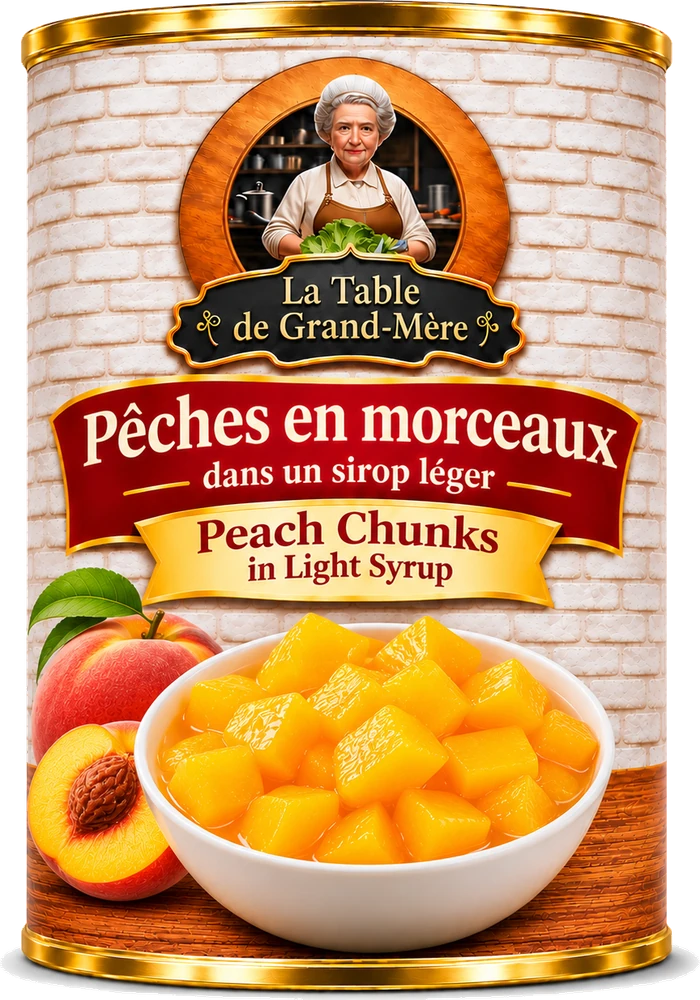 La Table
de Grand-Mère
Pêches en morceaux
dans un sirop léger
Peach Chunks
in Light Syrup